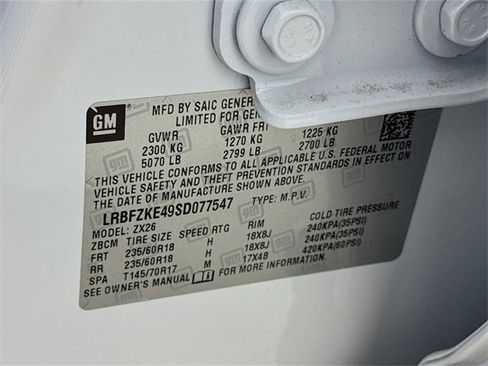 GM
MFD BY SAIC GENER
LIMITED FOR GEN
GVWR GAWR FRT
2300 KG 1270 KG 1225 KG
5070 LB 2799 LB 2700 LB
THIS VEHICLE CONFORMS TO ALL APPLICABLE U.S. FEDERAL MOTOR
VEHICLE SAFETY AND THEFT PREVENTION STANDARDS IN EFFECT ON
THE DATE OF MANUFACTURE SHOWN ABOVE.
LRBFZKE49SD077547 TYPE: M.P.V.
MODEL: ZX26
ZBCM TIRE SIZE SPEED RTG RIM COLD TIRE PRESSURE
FRT 235/60R18 H 18X8J 240KPA(35PSI)
RR 235/60R18 H 18X8J 240KPA(35PSI)
SPA T145/70R17 M 17X4B 420KPA(60PSI)
SEE OWNER'S MANUAL FOR MORE INFORMATION.